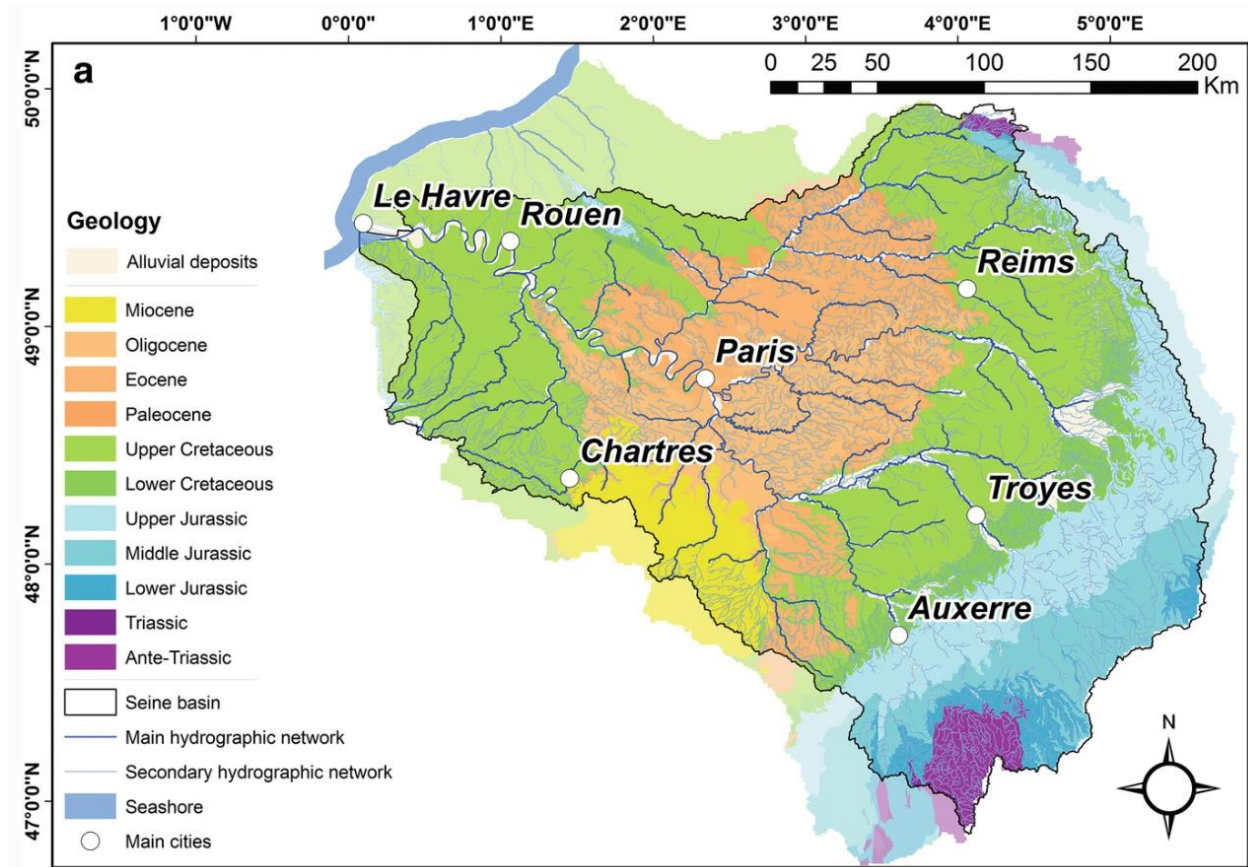 1°0'0"W 0°0'0" 1°0'0"E 2°0'0"E 3°0'0"E 4°0'0"E 5°0'0"E
a
0 25 50 100 150 200
Km
50°0'0"N
49°0'0"N
48°0'0"N
47°0'0"N
Le Havre
Rouen
Reims
Paris
Chartres
Troyes
Auxerre
Geology
Alluvial deposits
Miocene
Oligocene
Eocene
Paleocene
Upper Cretaceous
Lower Cretaceous
Upper Jurassic
Middle Jurassic
Lower Jurassic
Triassic
Ante-Triassic
Seine basin
Main hydrographic network
Secondary hydrographic network
Seashore
Main cities
N